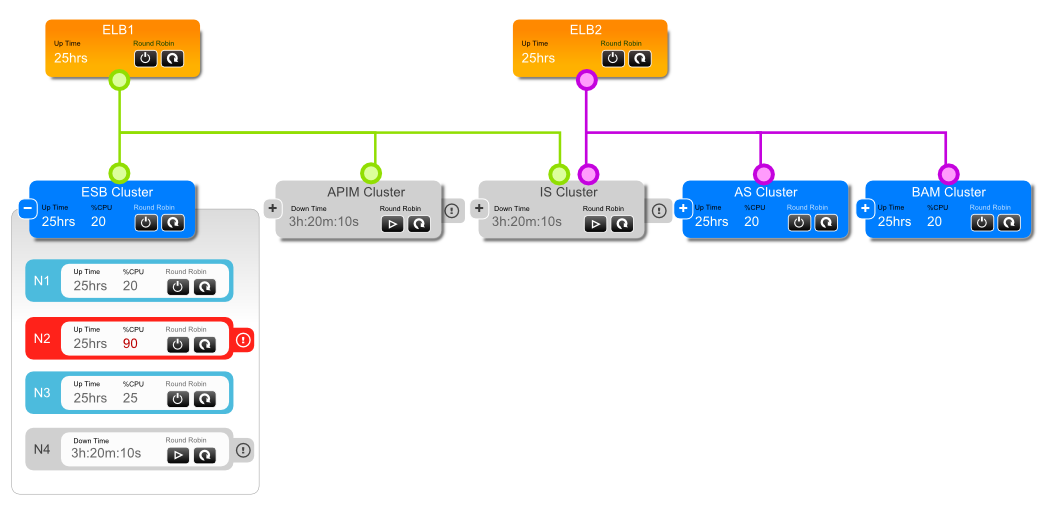 ELB1
Up Time Round Robin
25hrs
ELB2
Up Time Round Robin
25hrs
ESB Cluster
Up Time %CPU Round Robin
25hrs 20
APIM Cluster
Down Time Round Robin
3h:20m:10s
IS Cluster
Down Time Round Robin
3h:20m:10s
AS Cluster
Up Time %CPU Round Robin
25hrs 20
BAM Cluster
Up Time %CPU Round Robin
25hrs 20
N1
Up Time %CPU Round Robin
25hrs 20
N2
Up Time %CPU Round Robin
25hrs 90
N3
Up Time %CPU Round Robin
25hrs 25
N4
Down Time Round Robin
3h:20m:10s